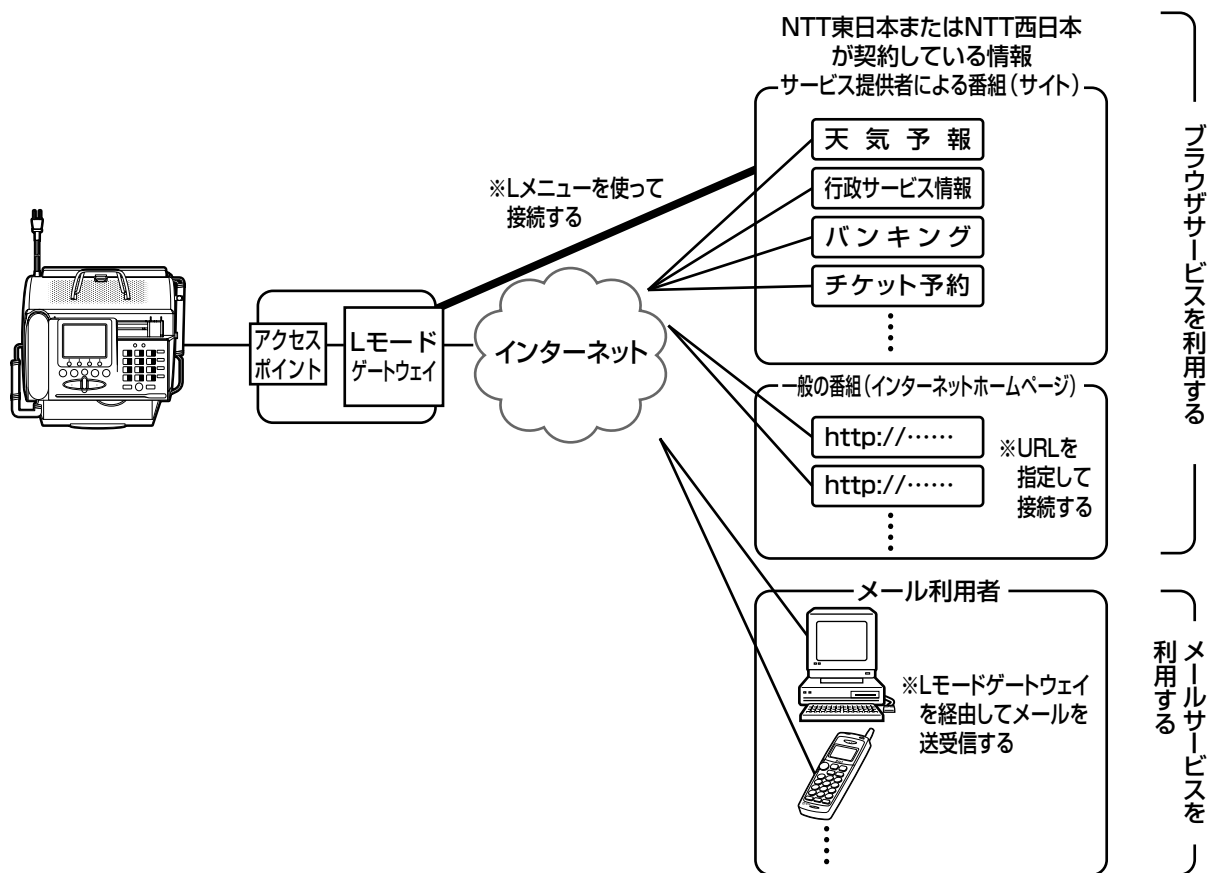 NTT東日本またはNTT西日本
が契約している情報
サービス提供者による番組(サイト)
天気予報
行政サービス情報
バンキング
チケット予約
※Lメニューを使って
接続する
アクセス
ポイント
Lモード
ゲートウェイ
インターネット
一般の番組(インターネットホームページ)
http://……
http://……
※URLを
指定して
接続する
ブラウザサービスを利用する
メール利用者
※Lモードゲートウェイ
を経由してメールを
送受信する
メールサービスを
利用する